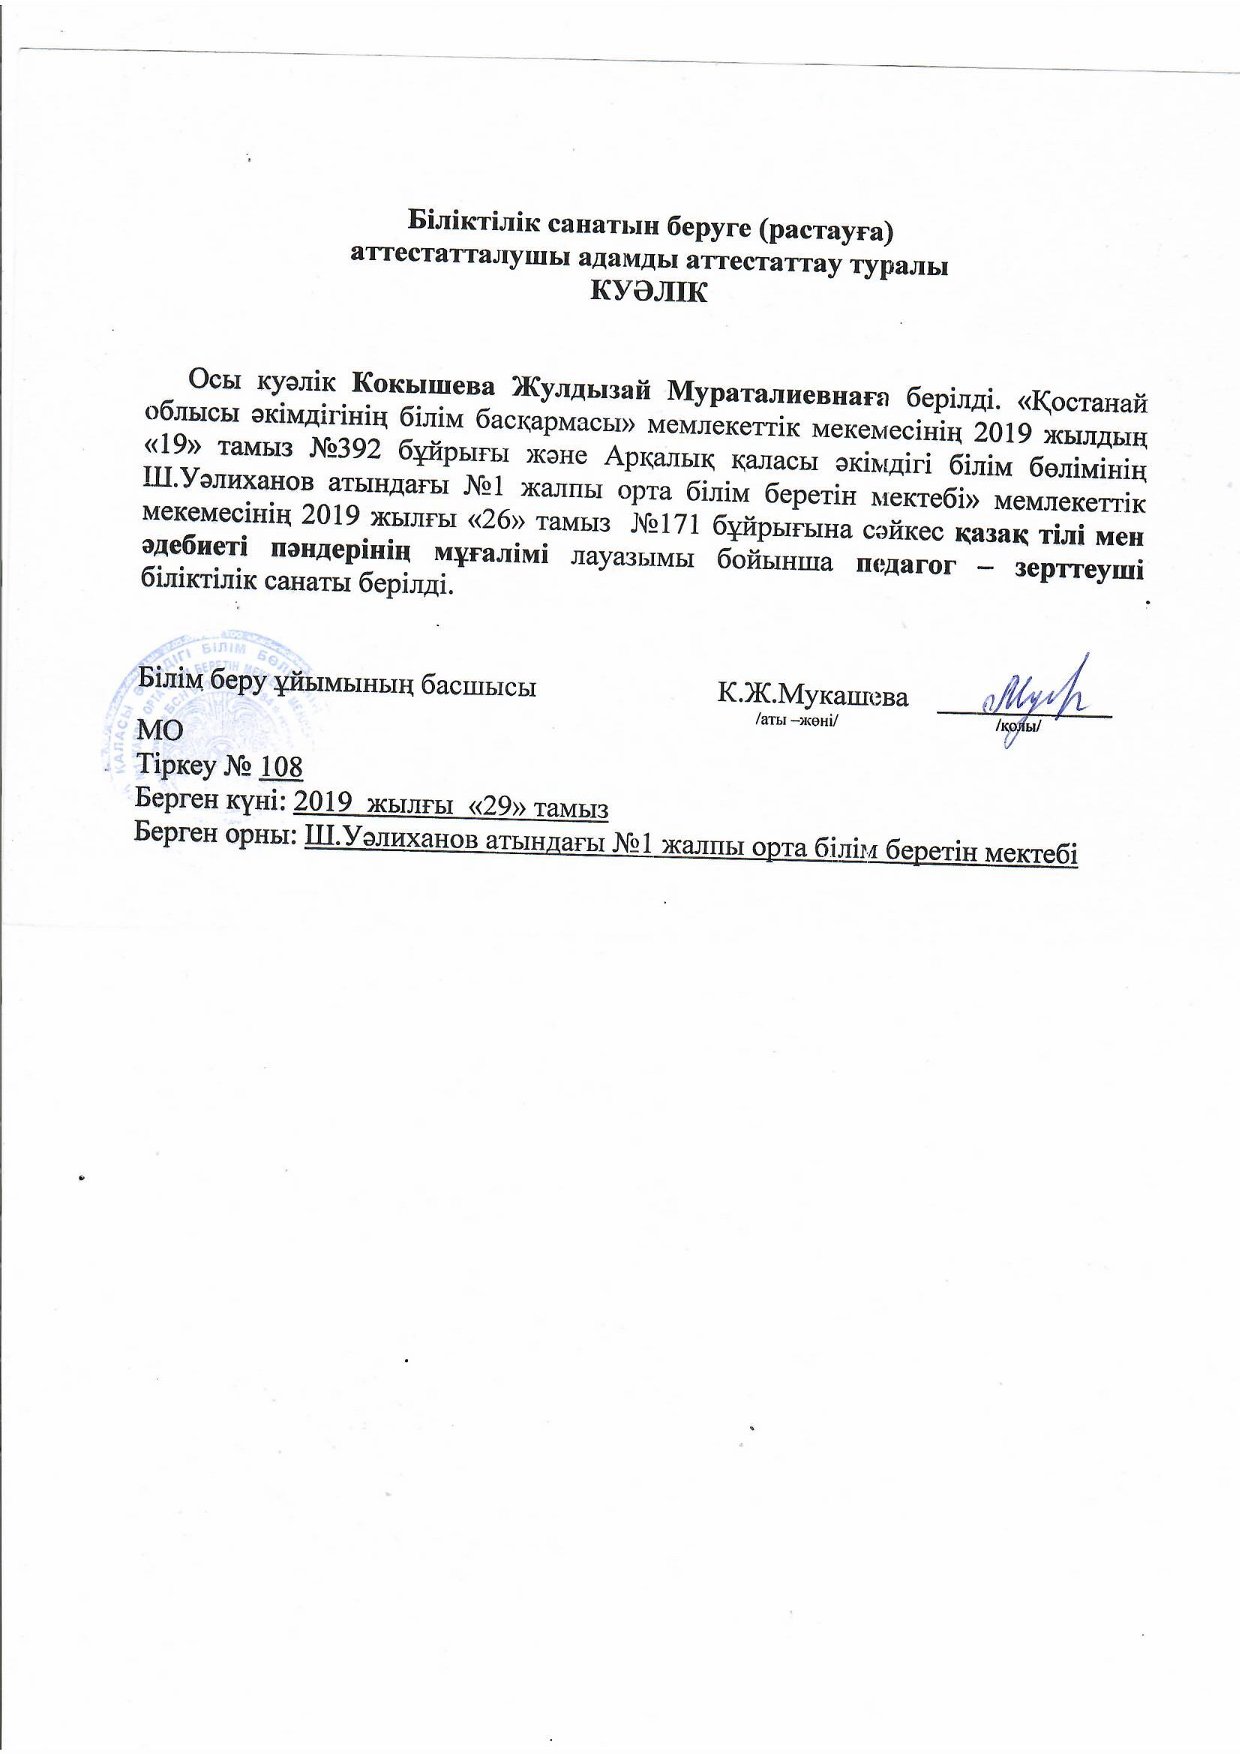 Біліктілік санатын беруге (растауға)
аттестатталушы адамды аттестаттау туралы
КУӘЛІК
Осы куәлік Кокышева Жулдызай Мураталиевнаға берілді. «Қостанай
облысы әкімдігінің білім басқармасы» мемлекеттік мекемесінің 2019 жылдың
«19» тамыз №392 бұйрығы және Арқалық қаласы әкімдігі білім бөлімінің
Ш.Уәлиханов атындағы №1 жалпы орта білім беретін мектебі» мемлекеттік
мекемесінің 2019 жылғы «26» тамыз №171 бұйрығына сәйкес қазақ тілі мен
әдебиеті пәндерінің мұғалімі лауазымы бойынша педагог – зерттеуші
біліктілік санаты берілді.
Білім беру ұйымының басшысы К.Ж.Мукашева
/аты –жөні/ /қолы/
МО
Тіркеу № 108
Берген күні: 2019 жылғы «29» тамыз
Берген орны: Ш.Уәлиханов атындағы №1 жалпы орта білім беретін мектебі